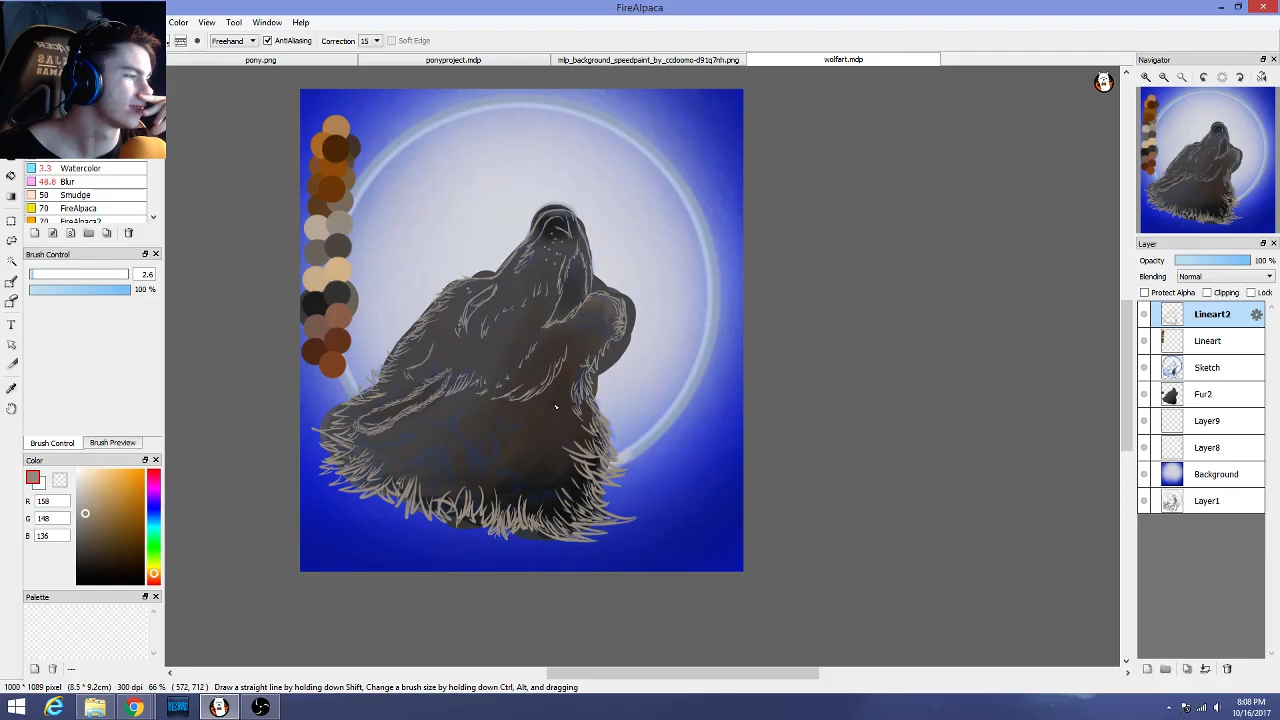 FireAlpaca
Color View Tool Window Help
Freehand AntiAliasing Correction 15 Soft Edge
pony.png ponyproject.mdp mlp_background_speedpaint_by_ccdoomo-d91q7nh.png wolfart.mdp
Navigator
3.3 Watercolor
48.8 Blur
50 Smudge
70 FireAlpaca
70 FireAlpaca2
Brush Control
2.6
100 %
Brush Control Brush Preview
Color
R 158
G 148
B 136
Palette
---
Layer
Opacity 100 %
Blending Normal
Protect Alpha Clipping Lock
Lineart2
Lineart
Sketch
Fur2
Layer9
Layer8
Background
Layer1
1000 * 1089 pixel (8.5 * 9.2cm) 300 dpi 66 % ( 572, 712 ) Draw a straight line by holding down Shift, Change a brush size by holding down Ctrl, Alt, and dragging
8:08 PM
10/16/2017